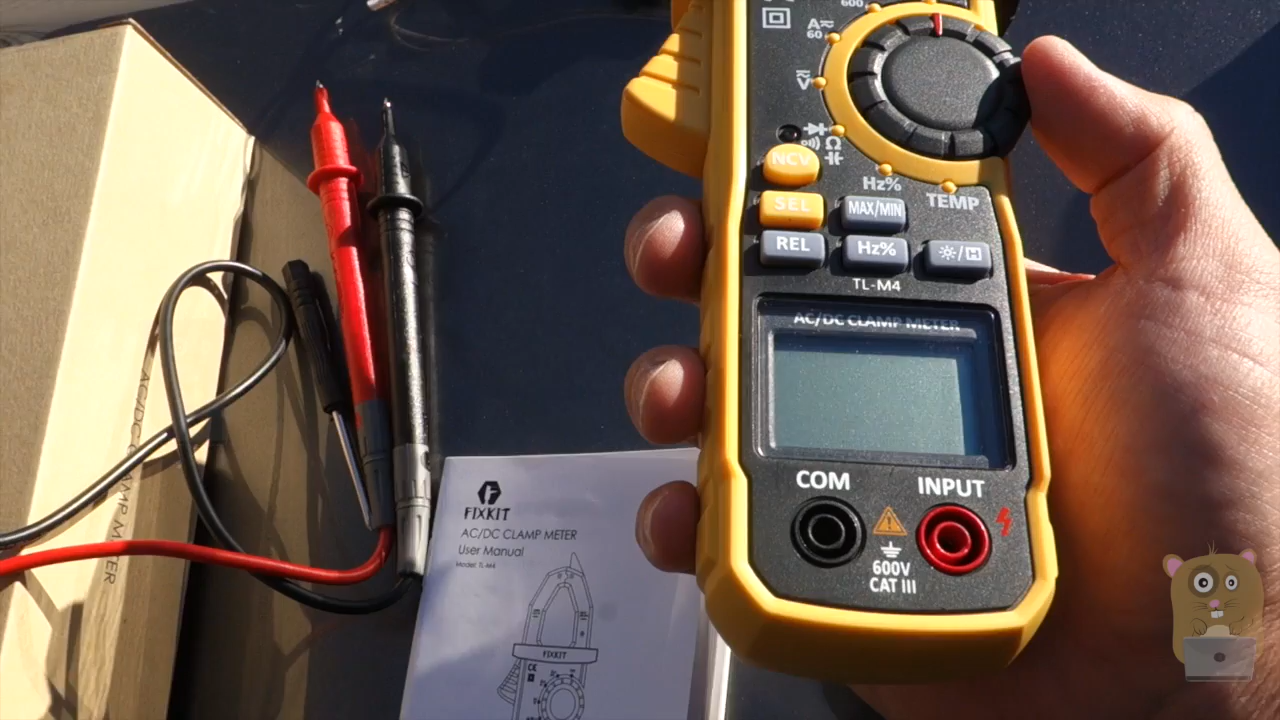 600
A
60
V
Ω
NCV
Hz%
TEMP
SEL
MAX/MIN
REL
Hz%
H
TL-M4
AC/DC CLAMP METER
COM
INPUT
600V
CAT III
FIXKIT
AC/DC CLAMP METER
User Manual
Model: TL-M4
FIXKIT
CE
AC/DC CLAMP METER